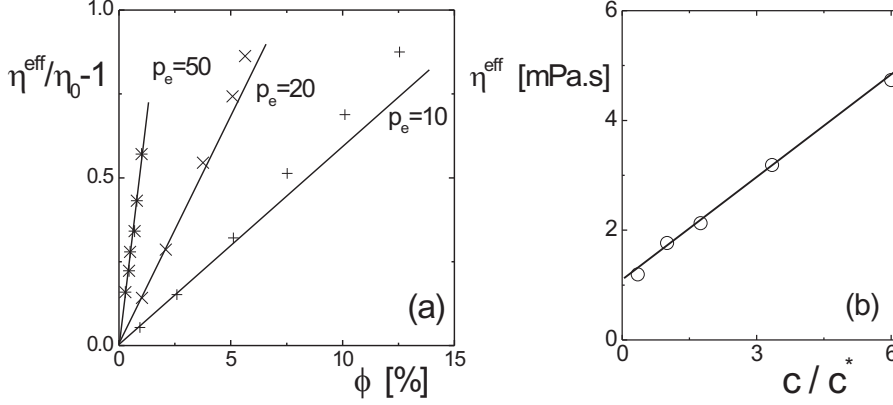 1.0
η^eff/η₀-1
p_e=50
p_e=20
p_e=10
0.5
(a)
0.0
0
5
10
15
ϕ [%]
6
η^eff [mPa.s]
4
2
(b)
0
0
3
6
c / c^*